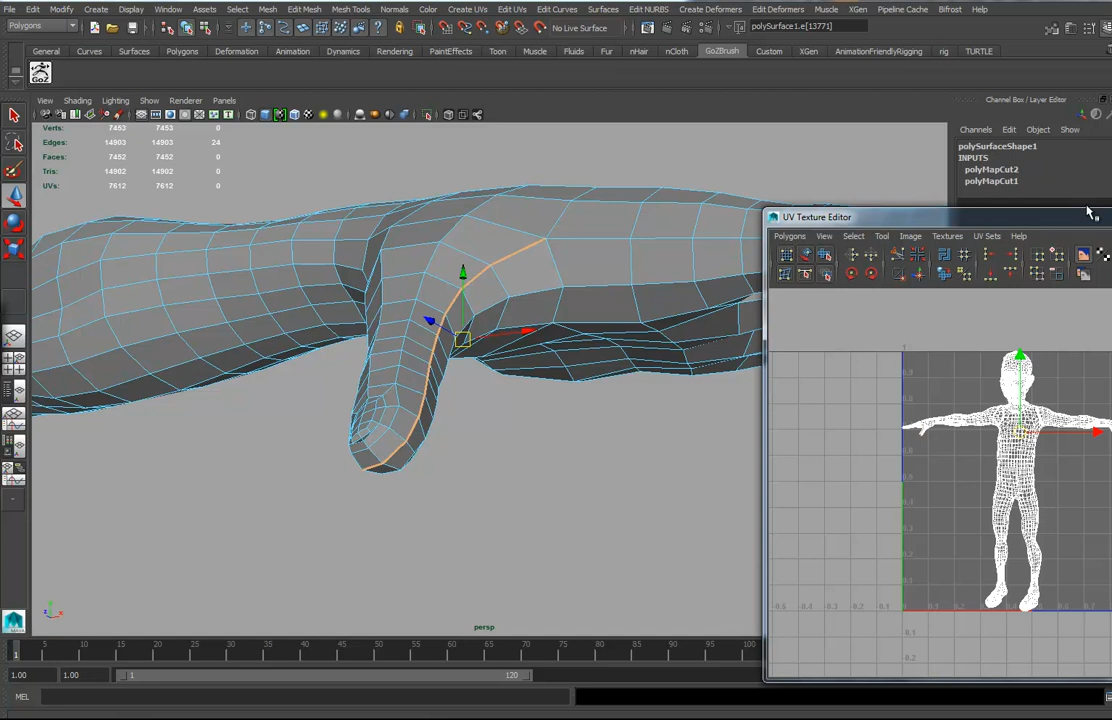 File Edit Modify Create Display Window Assets Select Mesh Edit Mesh Mesh Tools Normals Color Create UVs Edit UVs Surfaces Edit NURBS Edit Curves Create Deformers Edit Deformers Muscle XGen Pipeline Cache Bifrost Help
Polygons No Live Surface polySurface1.e[13771]
General Curves Surfaces Polygons Deformation Animation Dynamics Rendering PaintEffects Toon Muscle Fluids Fur nHair nCloth GoZBrush Custom XGen AnimationFriendlyRigging rig TURTLE
GoZ
View Shading Lighting Show Renderer Panels
Channel Box / Layer Editor
Channels Edit Object Show
Verts: 7453 7453 0
Edges: 14903 14903 24
Faces: 7452 7452 0
Tris: 14902 14902 0
UVs: 7612 7612 0
polySurfaceShape1
INPUTS
polyMapCut2
polyMapCut1
UV Texture Editor
Polygons View Select Tool Image Textures UV Sets Help
persp
5 10 15 20 25 30 35 40 45 50 55 60 65 70 75 80 85 90 95 100
1
1.00 1.00 1 120
MEL